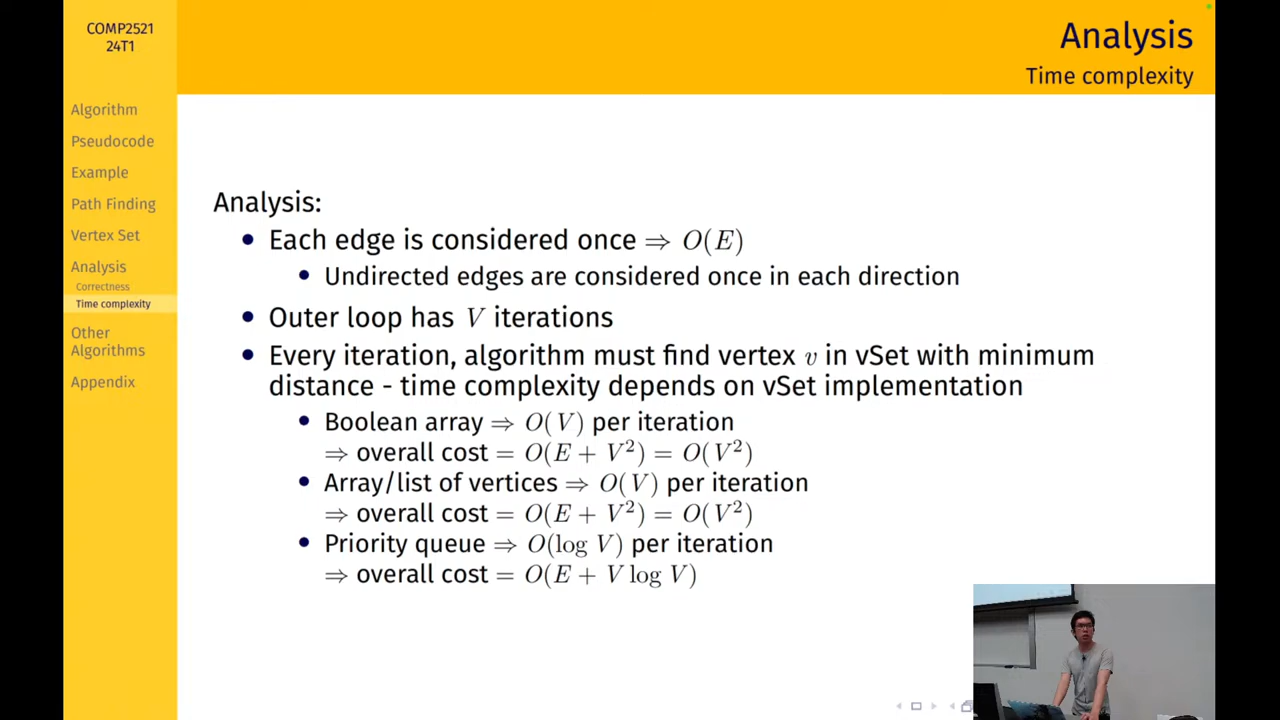 COMP2521
24T1
Analysis
Time complexity
Algorithm
Pseudocode
Example
Path Finding
Vertex Set
Analysis
Correctness
Time complexity
Other
Algorithms
Appendix
Analysis:
• Each edge is considered once ⇒ O(E)
• Undirected edges are considered once in each direction
• Outer loop has V iterations
• Every iteration, algorithm must find vertex v in vSet with minimum
distance - time complexity depends on vSet implementation
• Boolean array ⇒ O(V) per iteration
⇒ overall cost = O(E + V²) = O(V²)
• Array/list of vertices ⇒ O(V) per iteration
⇒ overall cost = O(E + V²) = O(V²)
• Priority queue ⇒ O(log V) per iteration
⇒ overall cost = O(E + V log V)